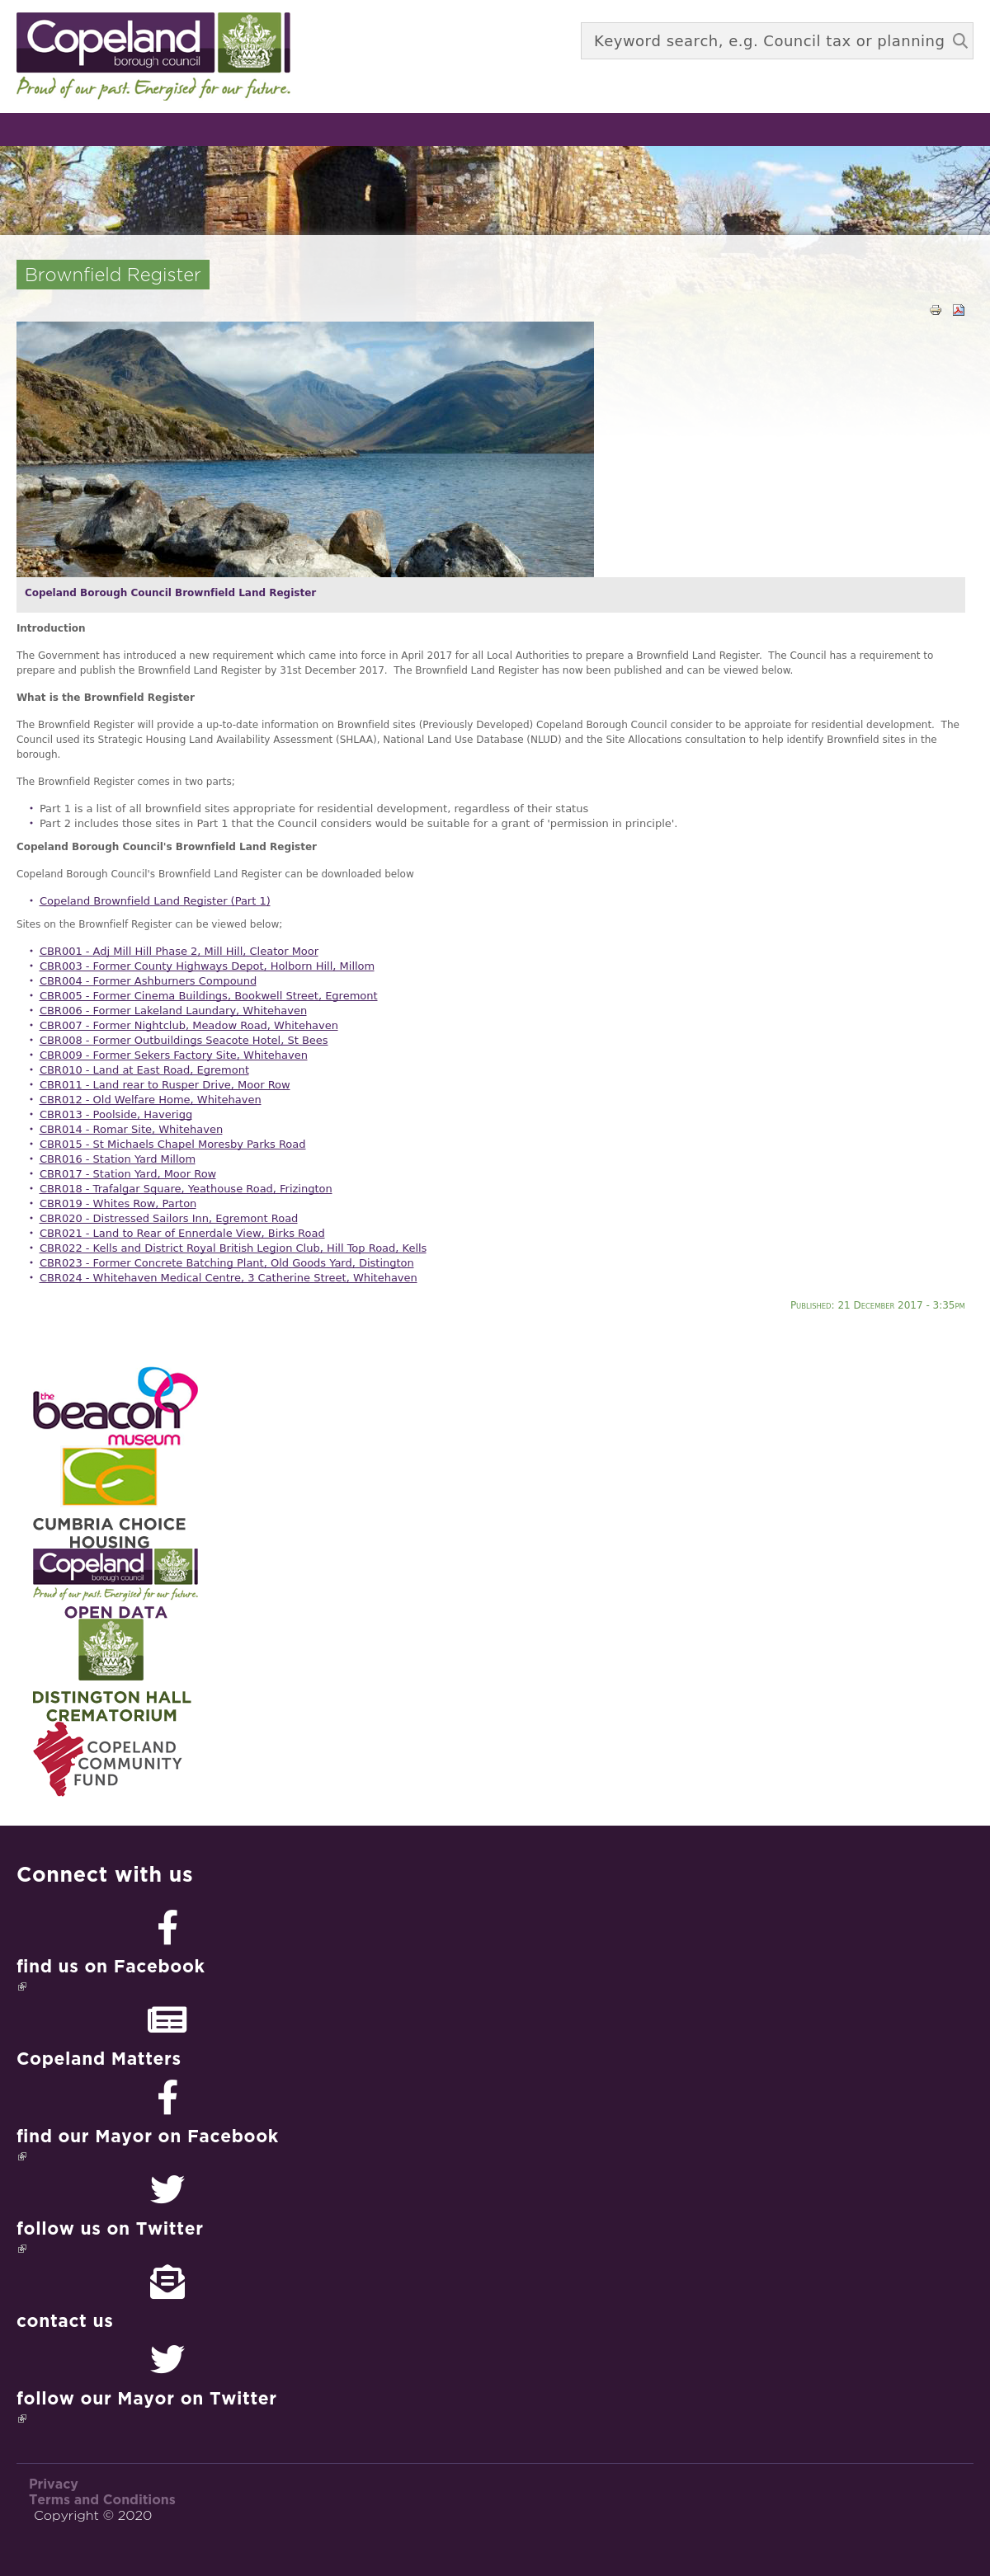 Copeland
borough council
Proud of our past. Energised for our future.
Keyword search, e.g. Council tax or planning
Brownfield Register
Copeland Borough Council Brownfield Land Register
Introduction
The Government has introduced a new requirement which came into force in April 2017 for all Local Authorities to prepare a Brownfield Land Register.  The Council has a requirement to
prepare and publish the Brownfield Land Register by 31st December 2017.  The Brownfield Land Register has now been published and can be viewed below.
What is the Brownfield Register
The Brownfield Register will provide a up-to-date information on Brownfield sites (Previously Developed) Copeland Borough Council consider to be approiate for residential development.  The
Council used its Strategic Housing Land Availability Assessment (SHLAA), National Land Use Database (NLUD) and the Site Allocations consultation to help identify Brownfield sites in the
borough.
The Brownfield Register comes in two parts;
• Part 1 is a list of all brownfield sites appropriate for residential development, regardless of their status
• Part 2 includes those sites in Part 1 that the Council considers would be suitable for a grant of 'permission in principle'.
Copeland Borough Council's Brownfield Land Register
Copeland Borough Council's Brownfield Land Register can be downloaded below
• Copeland Brownfield Land Register (Part 1)
Sites on the Brownfielf Register can be viewed below;
• CBR001 - Adj Mill Hill Phase 2, Mill Hill, Cleator Moor
• CBR003 - Former County Highways Depot, Holborn Hill, Millom
• CBR004 - Former Ashburners Compound
• CBR005 - Former Cinema Buildings, Bookwell Street, Egremont
• CBR006 - Former Lakeland Laundary, Whitehaven
• CBR007 - Former Nightclub, Meadow Road, Whitehaven
• CBR008 - Former Outbuildings Seacote Hotel, St Bees
• CBR009 - Former Sekers Factory Site, Whitehaven
• CBR010 - Land at East Road, Egremont
• CBR011 - Land rear to Rusper Drive, Moor Row
• CBR012 - Old Welfare Home, Whitehaven
• CBR013 - Poolside, Haverigg
• CBR014 - Romar Site, Whitehaven
• CBR015 - St Michaels Chapel Moresby Parks Road
• CBR016 - Station Yard Millom
• CBR017 - Station Yard, Moor Row
• CBR018 - Trafalgar Square, Yeathouse Road, Frizington
• CBR019 - Whites Row, Parton
• CBR020 - Distressed Sailors Inn, Egremont Road
• CBR021 - Land to Rear of Ennerdale View, Birks Road
• CBR022 - Kells and District Royal British Legion Club, Hill Top Road, Kells
• CBR023 - Former Concrete Batching Plant, Old Goods Yard, Distington
• CBR024 - Whitehaven Medical Centre, 3 Catherine Street, Whitehaven
Published: 21 December 2017 - 3:35pm
the
beacon
museum
CUMBRIA CHOICE
HOUSING
Copeland
borough council
Proud of our past. Energised for our future.
OPEN DATA
DISTINGTON HALL
CREMATORIUM
COPELAND
COMMUNITY
FUND
Connect with us
find us on Facebook
Copeland Matters
find our Mayor on Facebook
follow us on Twitter
contact us
follow our Mayor on Twitter
Privacy
Terms and Conditions
Copyright © 2020